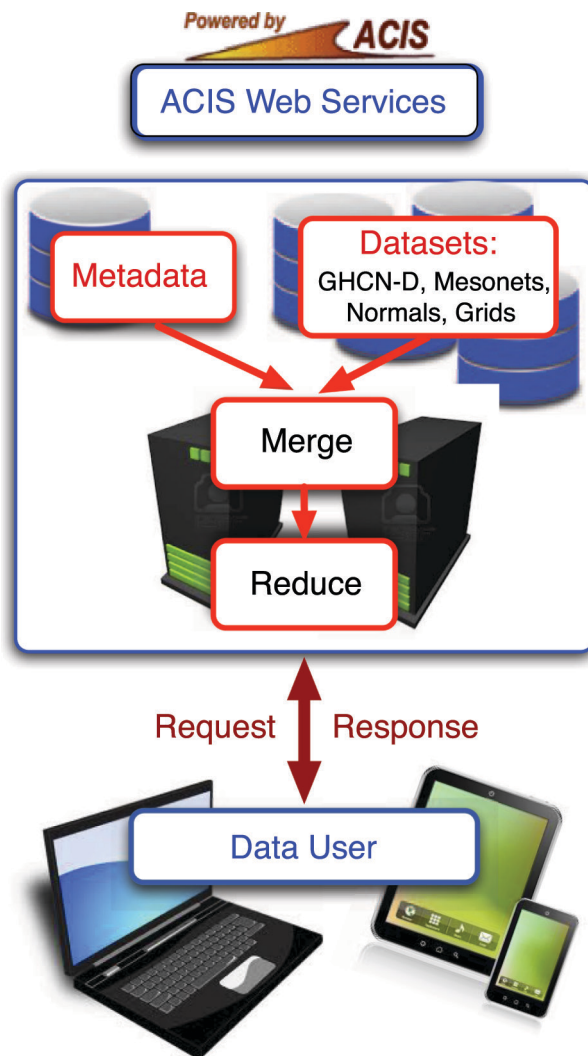 Powered by
ACIS
ACIS Web Services
Metadata
Datasets:
GHCN-D, Mesonets,
Normals, Grids
Merge
Reduce
Request
Response
Data User